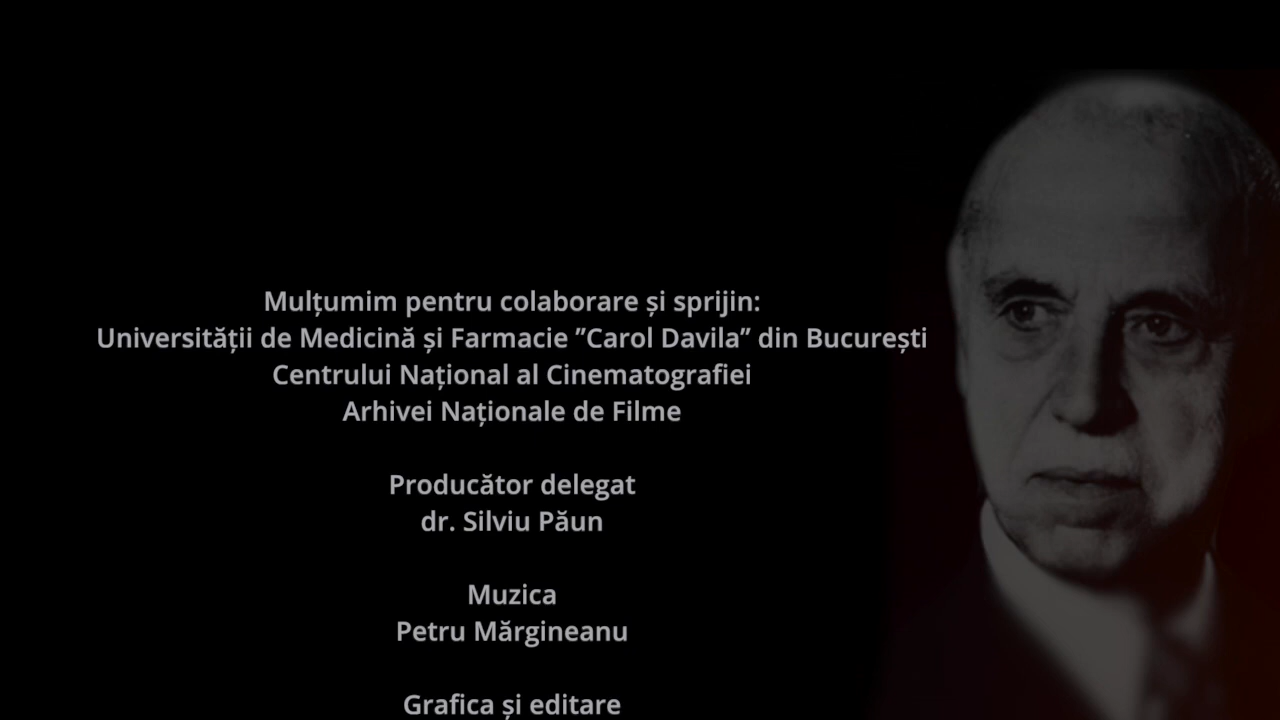 Mulțumim pentru colaborare și sprijin:
Universității de Medicină și Farmacie ”Carol Davila” din București
Centrului Național al Cinematografiei
Arhivei Naționale de Filme
Producător delegat
dr. Silviu Păun
Muzica
Petru Mărgineanu
Grafica și editare